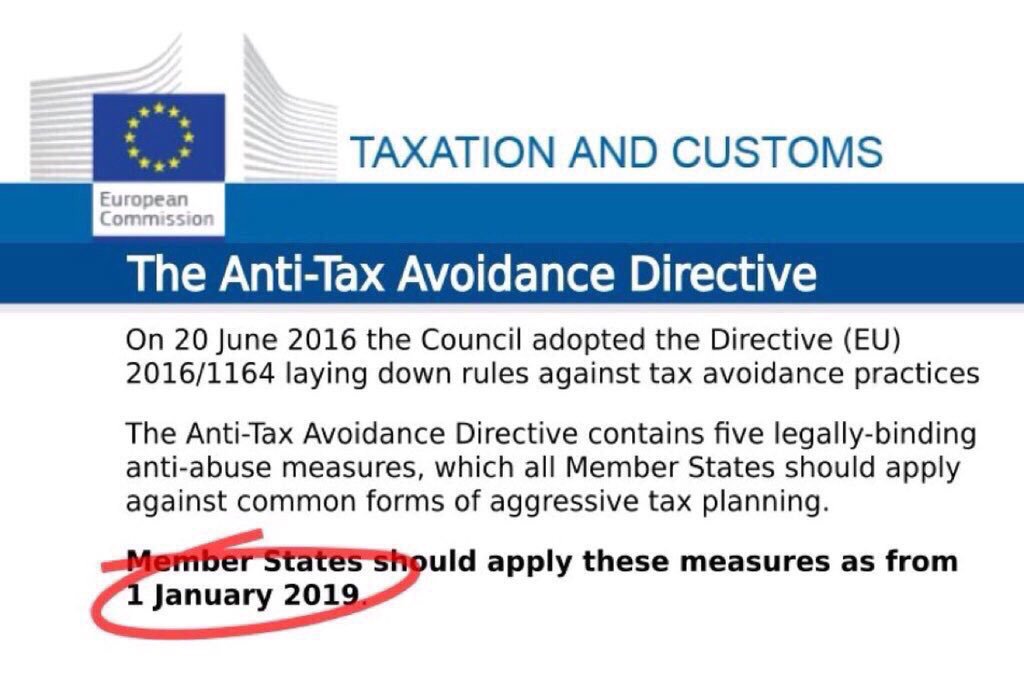 TAXATION AND CUSTOMS
European
Commission
The Anti-Tax Avoidance Directive
On 20 June 2016 the Council adopted the Directive (EU)
2016/1164 laying down rules against tax avoidance practices
The Anti-Tax Avoidance Directive contains five legally-binding
anti-abuse measures, which all Member States should apply
against common forms of aggressive tax planning.
Member States should apply these measures as from
1 January 2019.